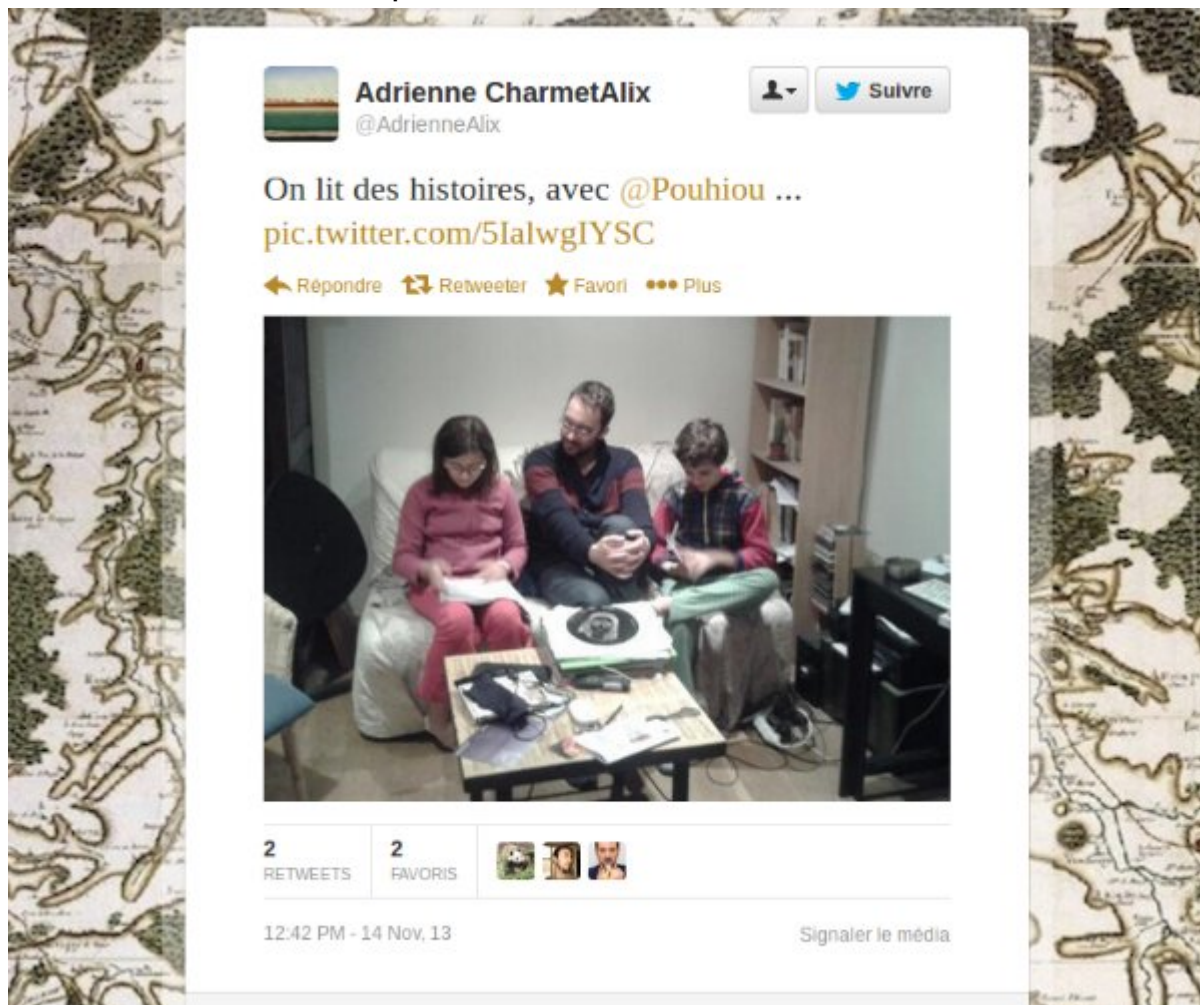 Adrienne CharmetAlix
@AdrienneAlix
Suivre
On lit des histoires, avec @Pouhiou ...
pic.twitter.com/5IalwgIYSC
Répondre Retweeter Favori Plus
2 RETWEETS
2 FAVORIS
12:42 PM - 14 Nov, 13
Signaler le média